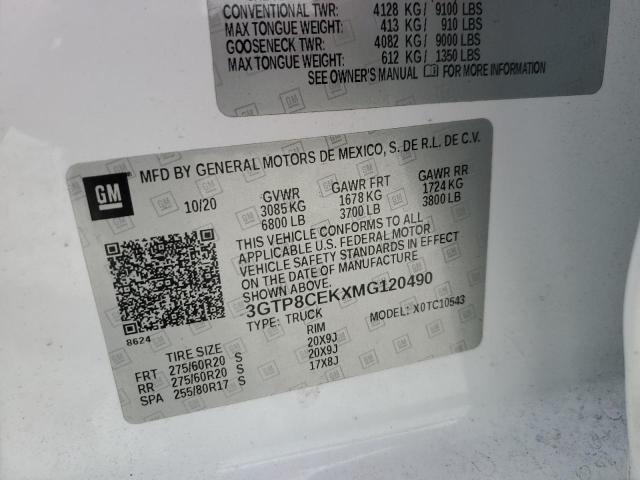 CONVENTIONAL TWR: 4128 KG/ 9100 LBS
MAX TONGUE WEIGHT: 413 KG/ 910 LBS
GOOSENECK TWR: 4082 KG/ 9000 LBS
MAX TONGUE WEIGHT: 612 KG/ 1350 LBS
SEE OWNER'S MANUAL FOR MORE INFORMATION
GM
MFD BY GENERAL MOTORS DE MEXICO, S. DE R.L. DE C.V.
10/20 GVWR GAWR FRT GAWR RR
3085 KG 1678 KG 1724 KG
6800 LB 3700 LB 3800 LB
THIS VEHICLE CONFORMS TO ALL
APPLICABLE U.S. FEDERAL MOTOR
VEHICLE SAFETY STANDARDS IN EFFECT
ON THE DATE OF MANUFACTURE
SHOWN ABOVE.
3GTP8CEKXMG120490
TYPE: TRUCK MODEL: X0TC10543
8624
TIRE SIZE RIM
FRT 275/60R20 S 20X9J
RR 275/60R20 S 20X9J
SPA 255/80R17 S 17X8J